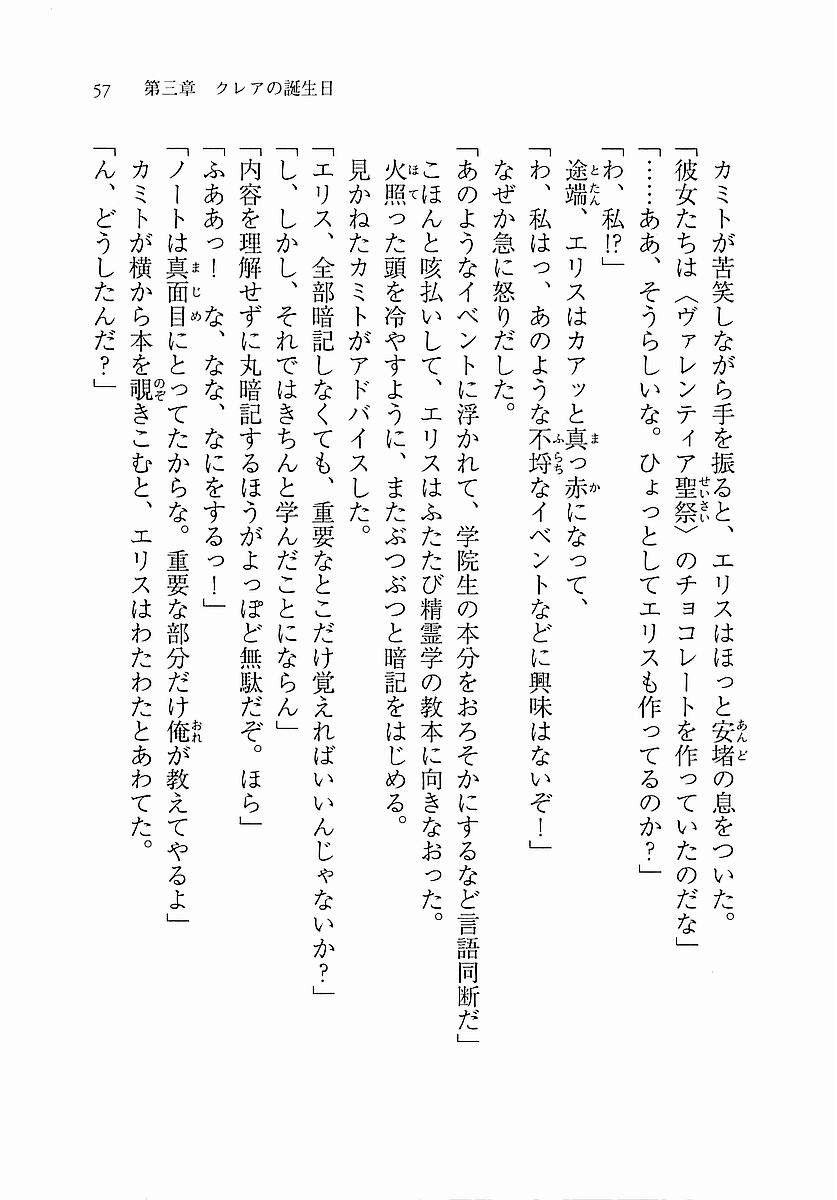 57　第三章　クレアの誕生日
　カミトが苦笑しながら手を振ると、エリスはほっと安堵の息をついた。
「彼女たちは〈ヴァレンティア聖祭〉のチョコレートを作っていたのだな」
「……ああ、そうらしいな。ひょっとしてエリスも作ってるのか？」
「わ、私!?」
　途端、エリスはカアッと真っ赤になって、
「わ、私はっ、あのような不埒なイベントなどに興味はないぞ！」
　なぜか急に怒りだした。
「あのようなイベントに浮かれて、学院生の本分をおろそかにするなど言語同断だ」
　こほんと咳払いして、エリスはふたたび精霊学の教本に向きなおった。
　火照った頭を冷やすように、またぶつぶつと暗記をはじめる。
　見かねたカミトがアドバイスした。
「エリス、全部暗記しなくても、重要なとこだけ覚えればいいんじゃないか？」
「し、しかし、それではきちんと学んだことにならん」
「内容を理解せずに丸暗記するほうがよっぽど無駄だぞ。ほら」
「ふああっ！　な、なな、なにをするっ！」
「ノートは真面目にとってたからな。重要な部分だけ俺が教えてやるよ」
　カミトが横から本を覗きこむと、エリスはわたわたとあわてた。
「ん、どうしたんだ？」